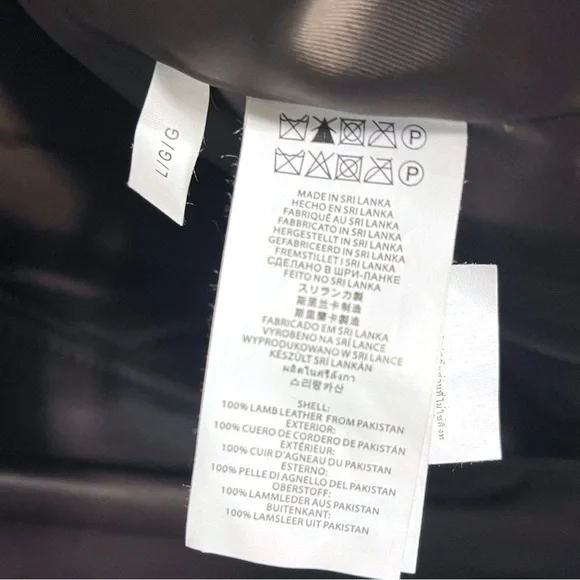 L/G/G
P
P
MADE IN SRI LANKA
HECHO EN SRI LANKA
FABRIQUÉ AU SRI LANKA
FABBRICATO IN SRI LANKA
HERGESTELLT IN SRI LANKA
GEFABRICEERD IN SRI LANKA
FREMSTILLET I SRI LANKA
СДЕЛАНО В ШРИ-ЛАНКЕ
FEITO NO SRI LANKA
スリランカ製
斯里兰卡制造
斯里蘭卡製造
FABRICADO EM SRI LANKA
VYROBENO NA SRÍ LANCE
WYPRODUKOWANO W SRI LANCE
KÉSZÜLT SRÍ LANKÁN
ผลิตในศรีลังกา
스리랑카산
SHELL:
100% LAMB LEATHER FROM PAKISTAN
EXTERIOR:
100% CUERO DE CORDERO DE PAKISTÁN
EXTÉRIEUR:
100% CUIR D'AGNEAU DU PAKISTAN
ESTERNO:
100% PELLE DI AGNELLO DEL PAKISTAN
OBERSTOFF:
100% LAMMLEDER AUS PAKISTAN
BUITENKANT:
100% LAMSLEER UIT PAKISTAN